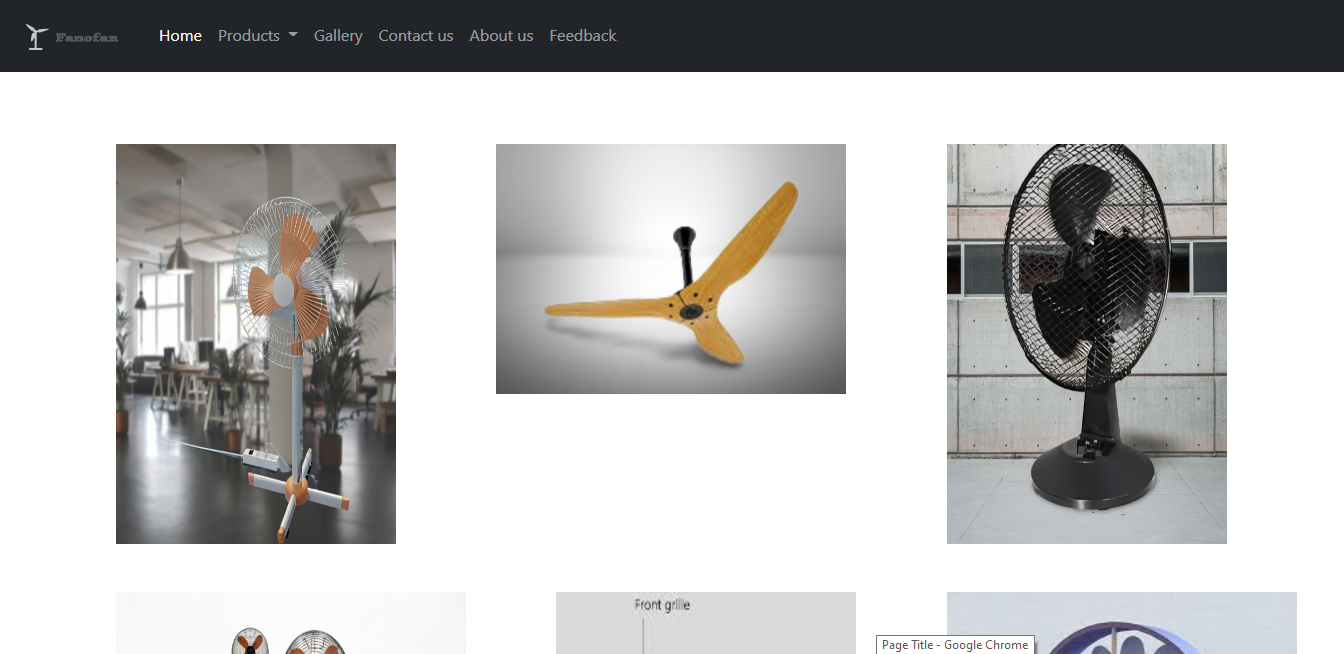 Fanofan Home Products Gallery Contact us About us Feedback
Front grille
Page Title - Google Chrome